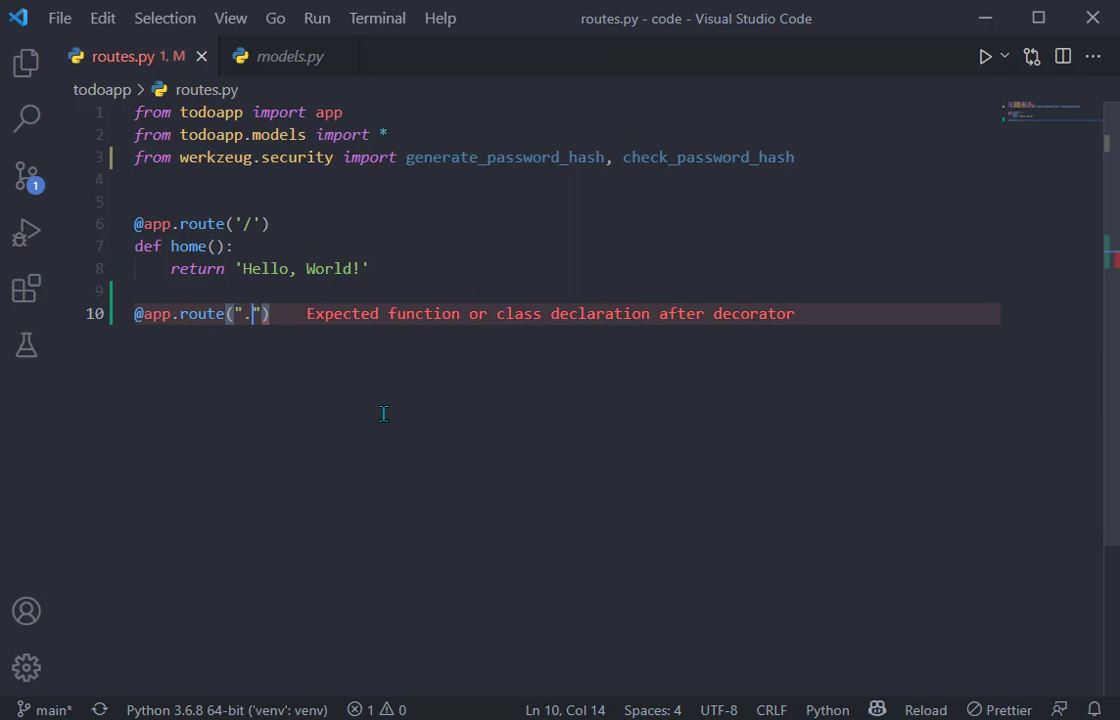 File Edit Selection View Go Run Terminal Help routes.py - code - Visual Studio Code
routes.py 1, M models.py
todoapp > routes.py
1 from todoapp import app
2 from todoapp.models import *
3 from werkzeug.security import generate_password_hash, check_password_hash
4
5
6 @app.route('/')
7 def home():
8 return 'Hello, World!'
9
10 @app.route(".") Expected function or class declaration after decorator
1
main* Python 3.6.8 64-bit ('venv': venv) 1 0 Ln 10, Col 14 Spaces: 4 UTF-8 CRLF Python Reload Prettier